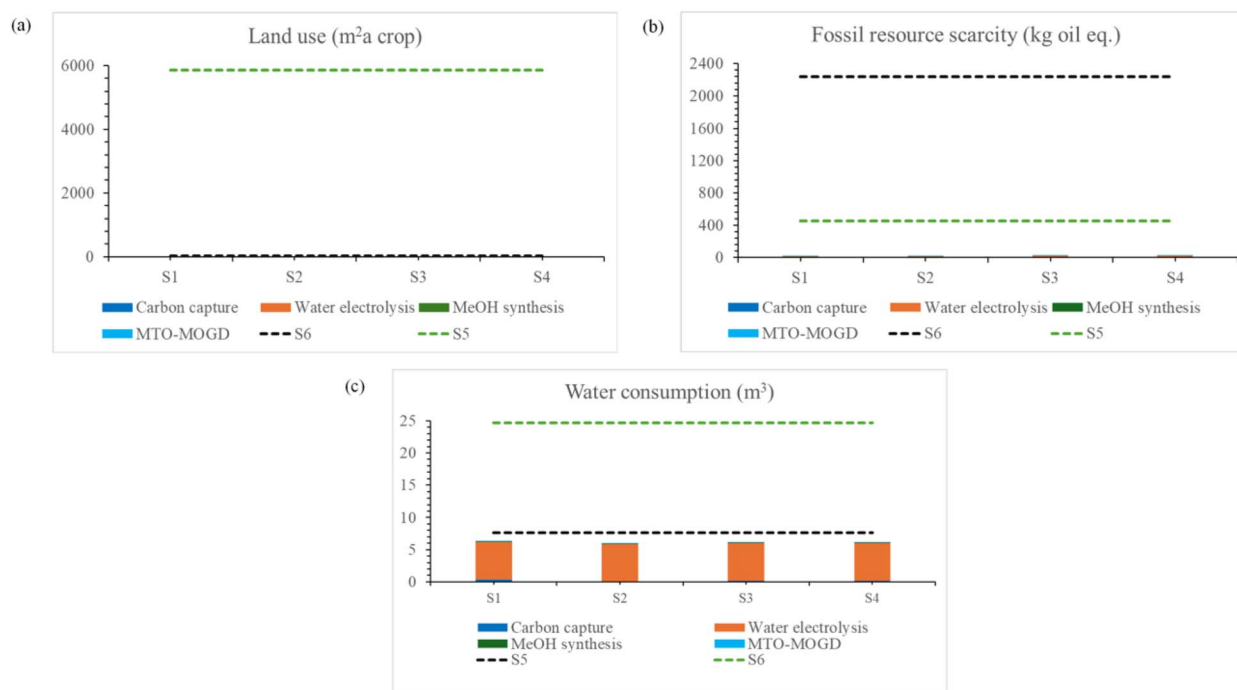 (a)
Land use (m²a crop)
6000
4000
2000
0
S1 S2 S3 S4
Carbon capture Water electrolysis MeOH synthesis
MTO-MOGD S6 S5
(b)
Fossil resource scarcity (kg oil eq.)
2400
2000
1600
1200
800
400
0
S1 S2 S3 S4
Carbon capture Water electrolysis MeOH synthesis
MTO-MOGD S6 S5
(c)
Water consumption (m³)
25
20
15
10
5
0
S1 S2 S3 S4
Carbon capture Water electrolysis
MeOH synthesis MTO-MOGD
S5 S6